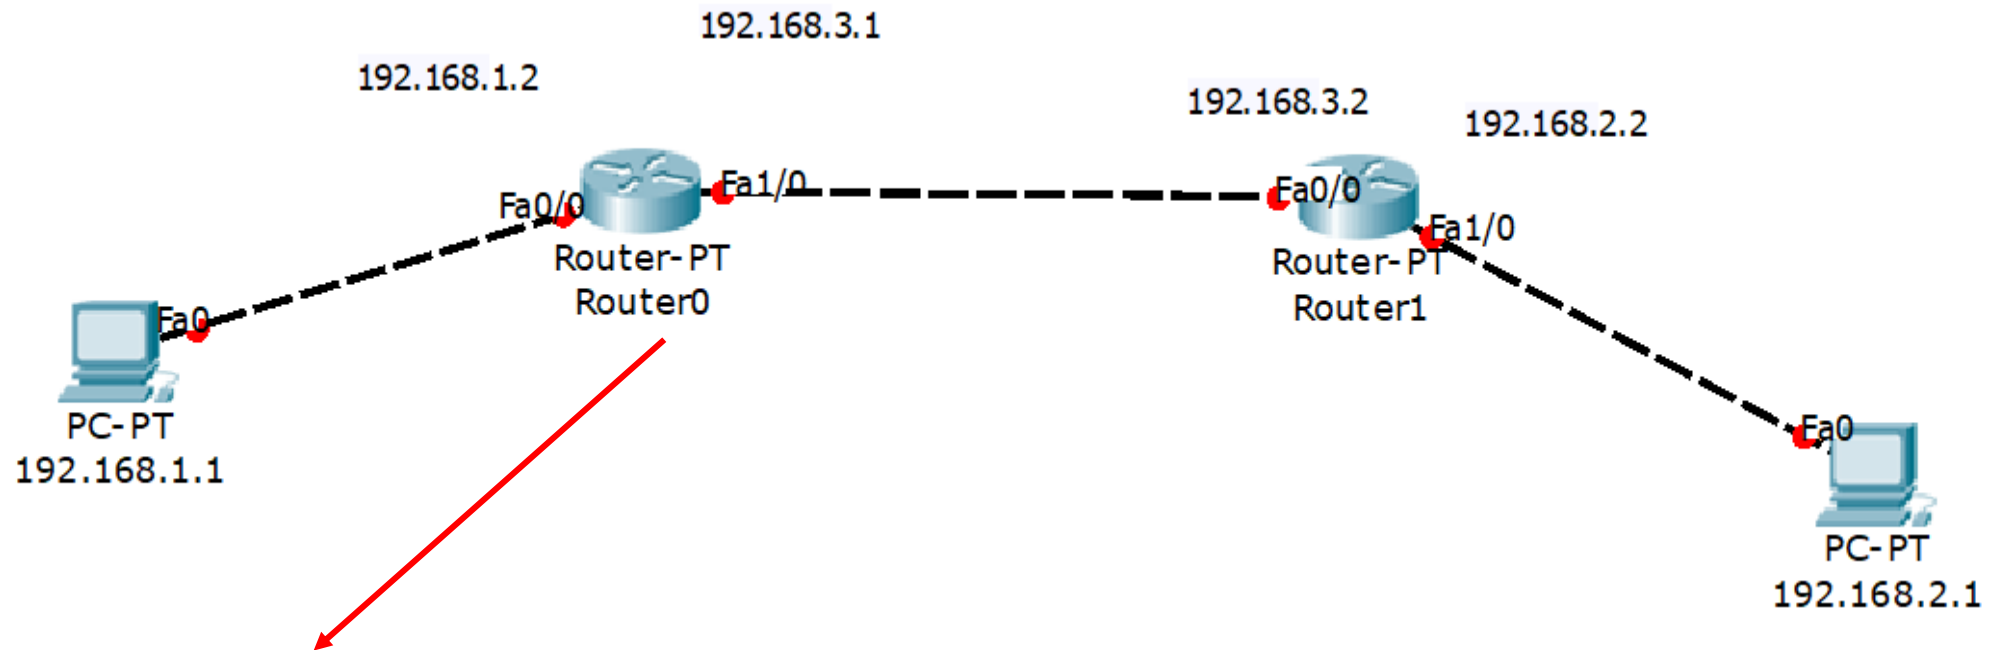 192.168.3.1
192.168.1.2
192.168.3.2
192.168.2.2
Fa0/0
Fa1/0
Fa0/0
Fa1/0
Router-PT
Router0
Router-PT
Router1
Fa0
PC-PT
192.168.1.1
Fa0
PC-PT
192.168.2.1